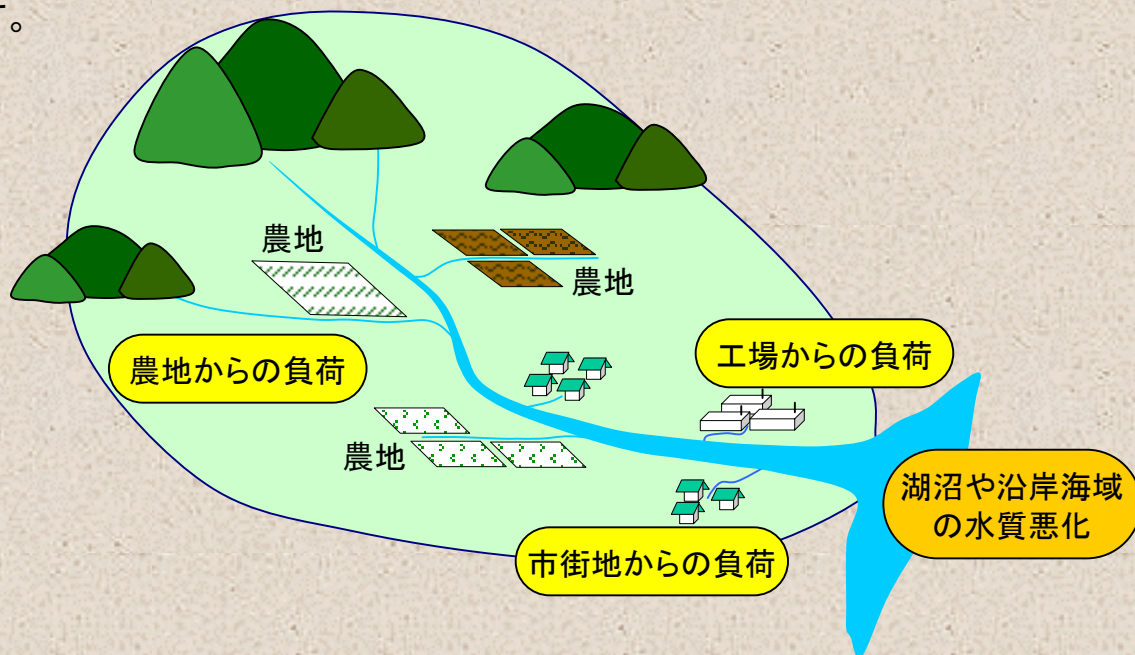 す。
農地
農地
農地からの負荷
工場からの負荷
農地
湖沼や沿岸海域
の水質悪化
市街地からの負荷